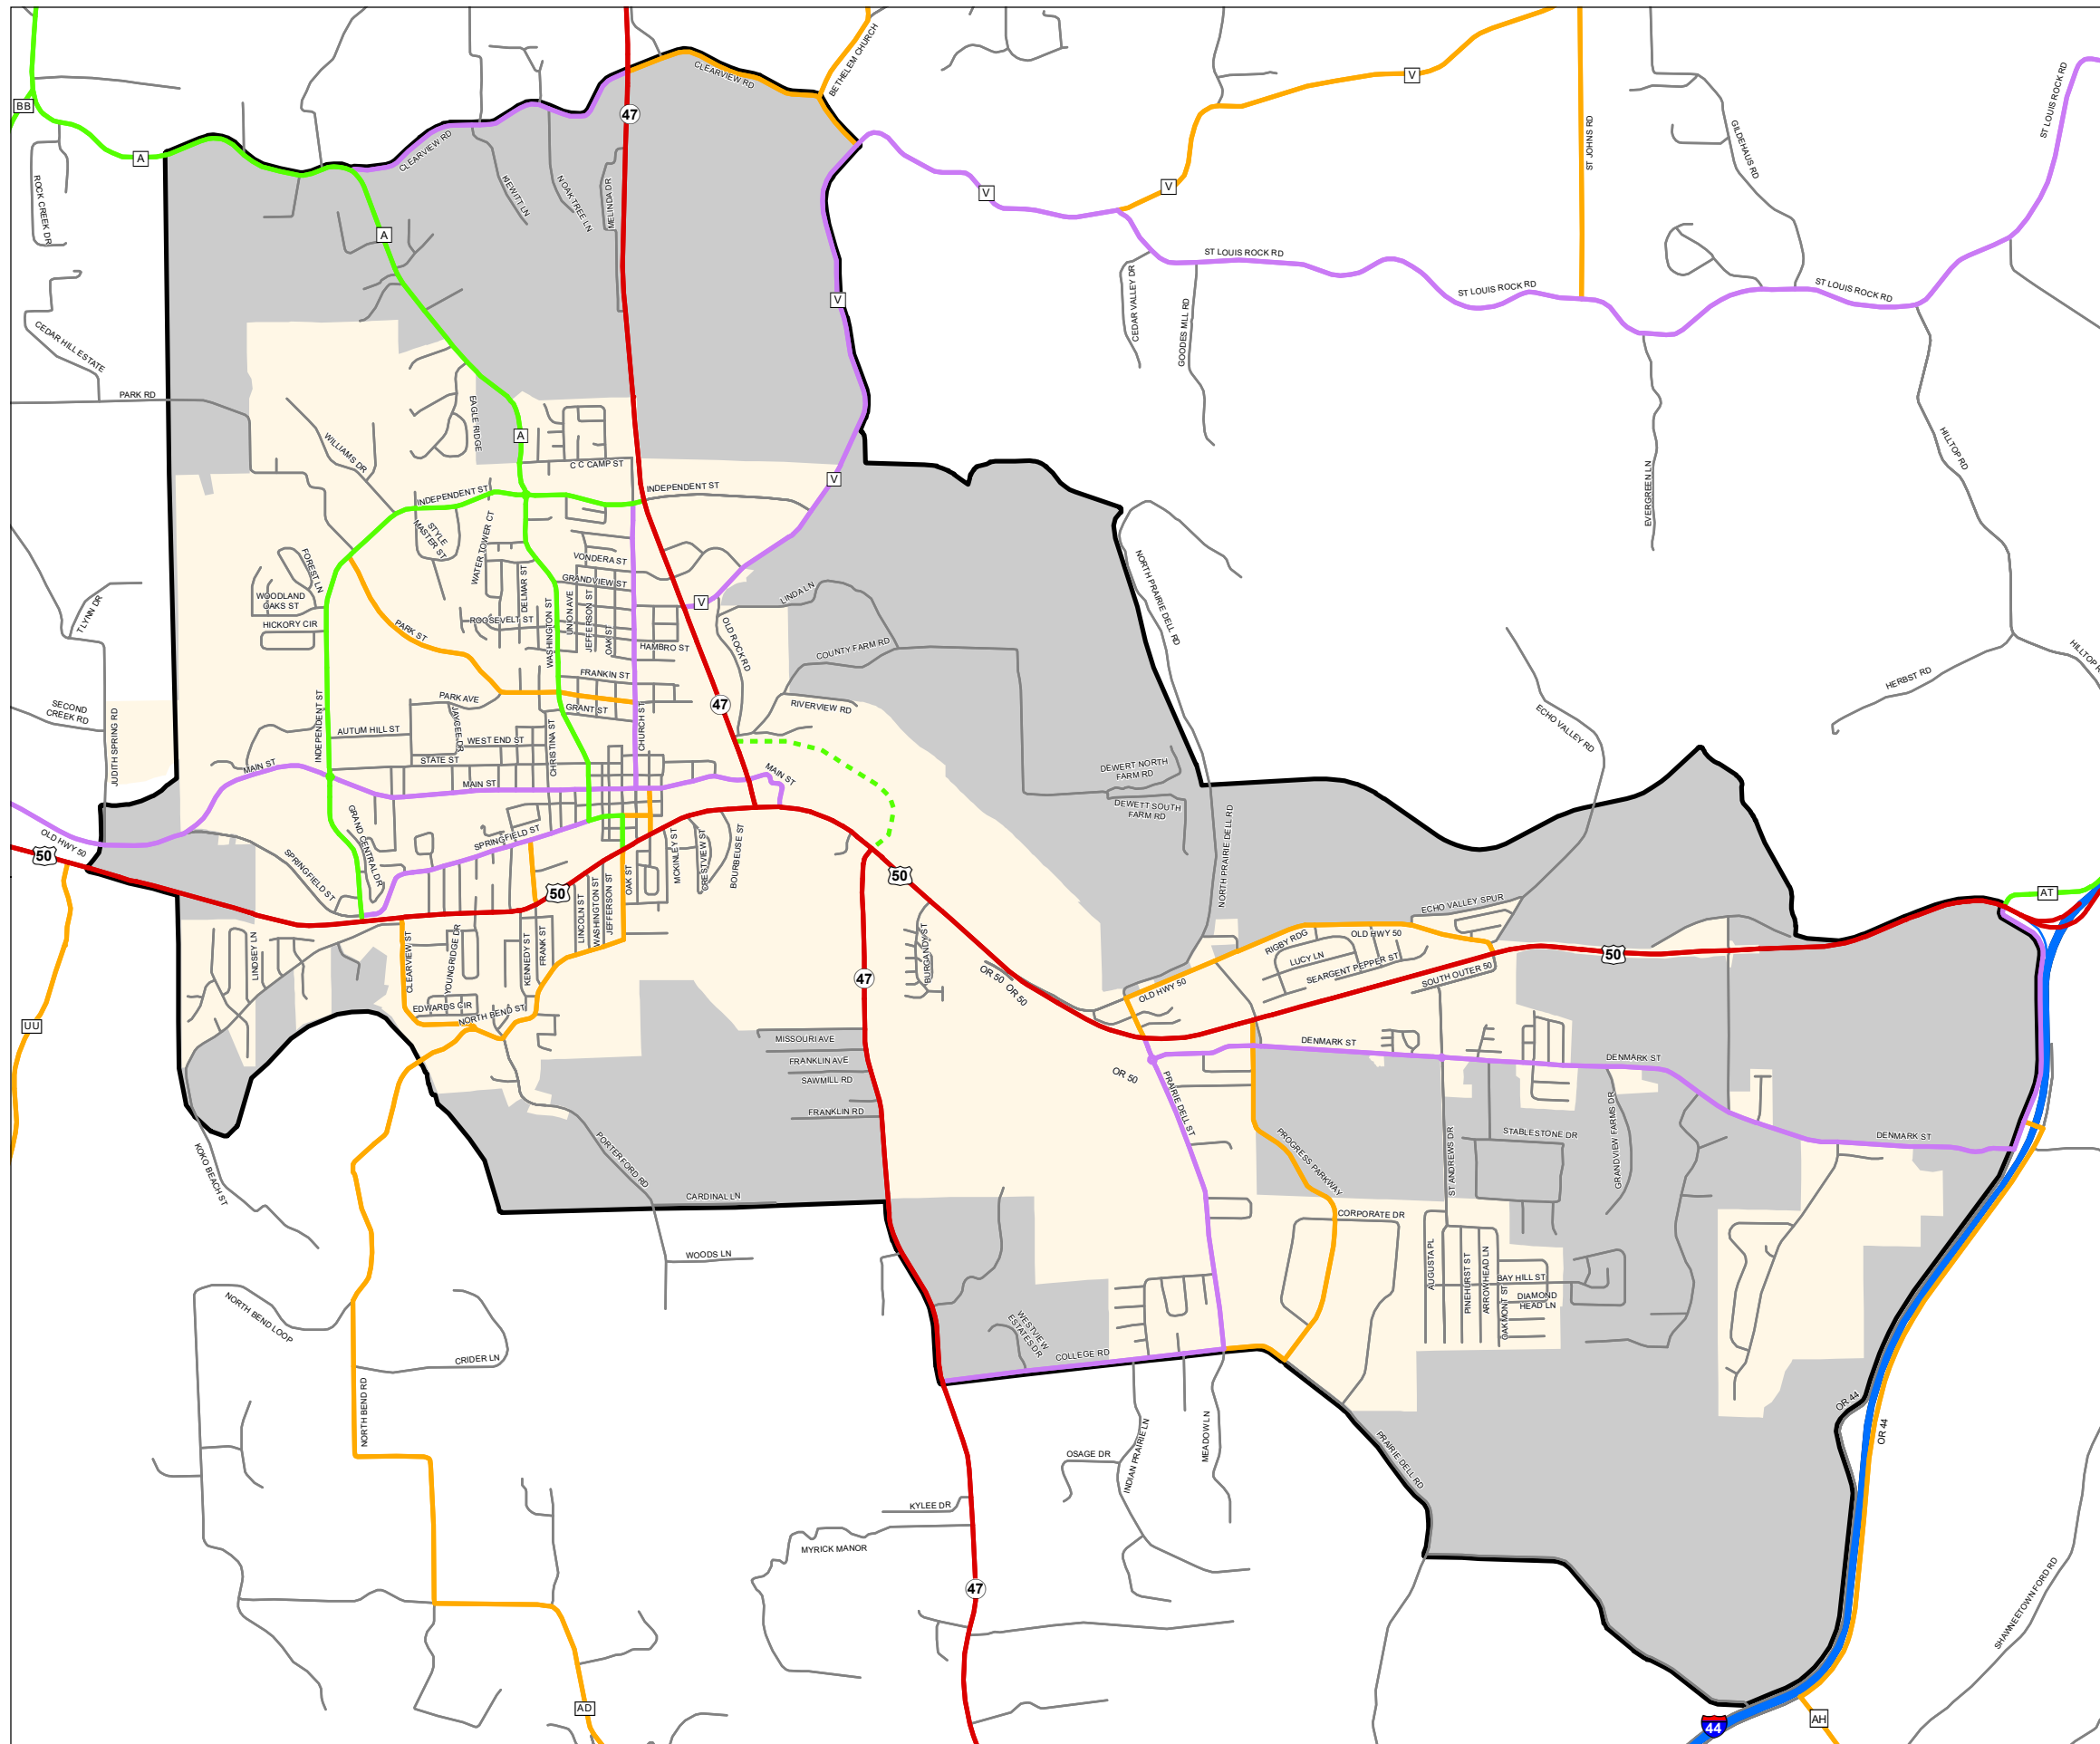 CLEARVIEW RD
BETHELEM CHURCH
V
ST LOUIS ROCK RD
BB
47
A
CLEARVIEW RD
ST JOHNS RD
GILDEHAUS RD
ROCK CREEK DR
KIEWITT LN
N OAK TREE LN
MELINDA DR
V
V
A
ST LOUIS ROCK RD
ST LOUIS ROCK RD
ST LOUIS ROCK RD
V
CEDAR VALLEY DR
GOODES MLL RD
CEDAR HILL ESTATE
PARK RD
EAGLE RIDGE
A
WILLIAMS DR
HILLTOP RD
C C CAMP ST
V
EVERGREEN LN
INDEPENDENT ST
INDEPENDENT ST
STYLE
MASTER ST
WATER TOWER CT
FOREST LN
VONDERA ST
GRANDVIEW ST
NORTH PRAIRIE DELL RD
WOODLAND
OAKS ST
DELMAR ST
WASHINGTON ST
UNION AVE
JEFFERSON ST
OAK ST
V
LINDA LN
TLYNN DR
HICKORY CIR
ROOSEVELT ST
PARK ST
HAMBRO ST
OLD ROCK RD
COUNTY FARM RD
HILLTOP R
HERBST RD
FRANKIN ST
SECOND
CREEK RD
JUDITH SPRING RD
INDEPENDENT ST
PARK AVE
GRANT ST
47
RIVERVIEW RD
ECHO VALLEY RD
AUTUM HILL ST
JAYCEE DR
WEST END ST
CHRISTINA ST
CHURCH ST
STATE ST
MAIN ST
MAIN ST
MAIN ST
DEWERT NORTH
FARM RD
DEWETT SOUTH
FARM RD
OLD HWY 50
50
GRAND CENTRAL DR
SPRINGFIELD ST
SPRINGFIELD ST
MCKINLEY ST
CRESTVIEW ST
BOURBEUSE ST
NORTH PRAIRIE DELL RD
50
50
OAK ST
AT
ECHO VALLEY SPUR
LINDSEY LN
CLEARVIEW ST
YOUNGRIDGE DR
KENNEDY ST
FRANK ST
LINCOLN ST
WASHINGTON ST
JEFFERSON ST
BURGANDY ST
RIGBY RDG
OLD HWY 50
50
LUCY LN
SEARGENT PEPPER ST
SOUTH OUTER 50
47
OR 50 OR 50
OLD HWY 50
UU
EDWARDS CIR
NORTH BEND ST
MISSOURI AVE
DENMARK ST
DENMARK ST
FRANKLIN AVE
SAWMILL RD
OR 50
FRANKLIN RD
PRAIRIE DELL ST
PROGRESS PARKWAY
ST ANDREWS DR
STABLESTONE DR
GRANDVIEW FARMS DR
DENMARK ST
KOKO BEACH ST
PORTERFORD RD
CARDINAL LN
CORPORATE DR
WOODS LN
AUGUSTA PL
PINEHURST ST
ARROWHEAD LN
OAKMONT ST
BAY HILL ST
DIAMOND
HEAD LN
NORTH BEND LOOP
WESTVIEW
ESTATES DR
COLLEGE RD
CRIDER LN
NORTH BEND RD
OR 44
OR 44
OSAGE DR
INDIAN PRAIRIE LN
MEADOW LN
PRAIRIE DELL RD
KYLEE DR
MYRICK MANOR
47
SHAWNEETOWN FORD RD
AD
44
AH